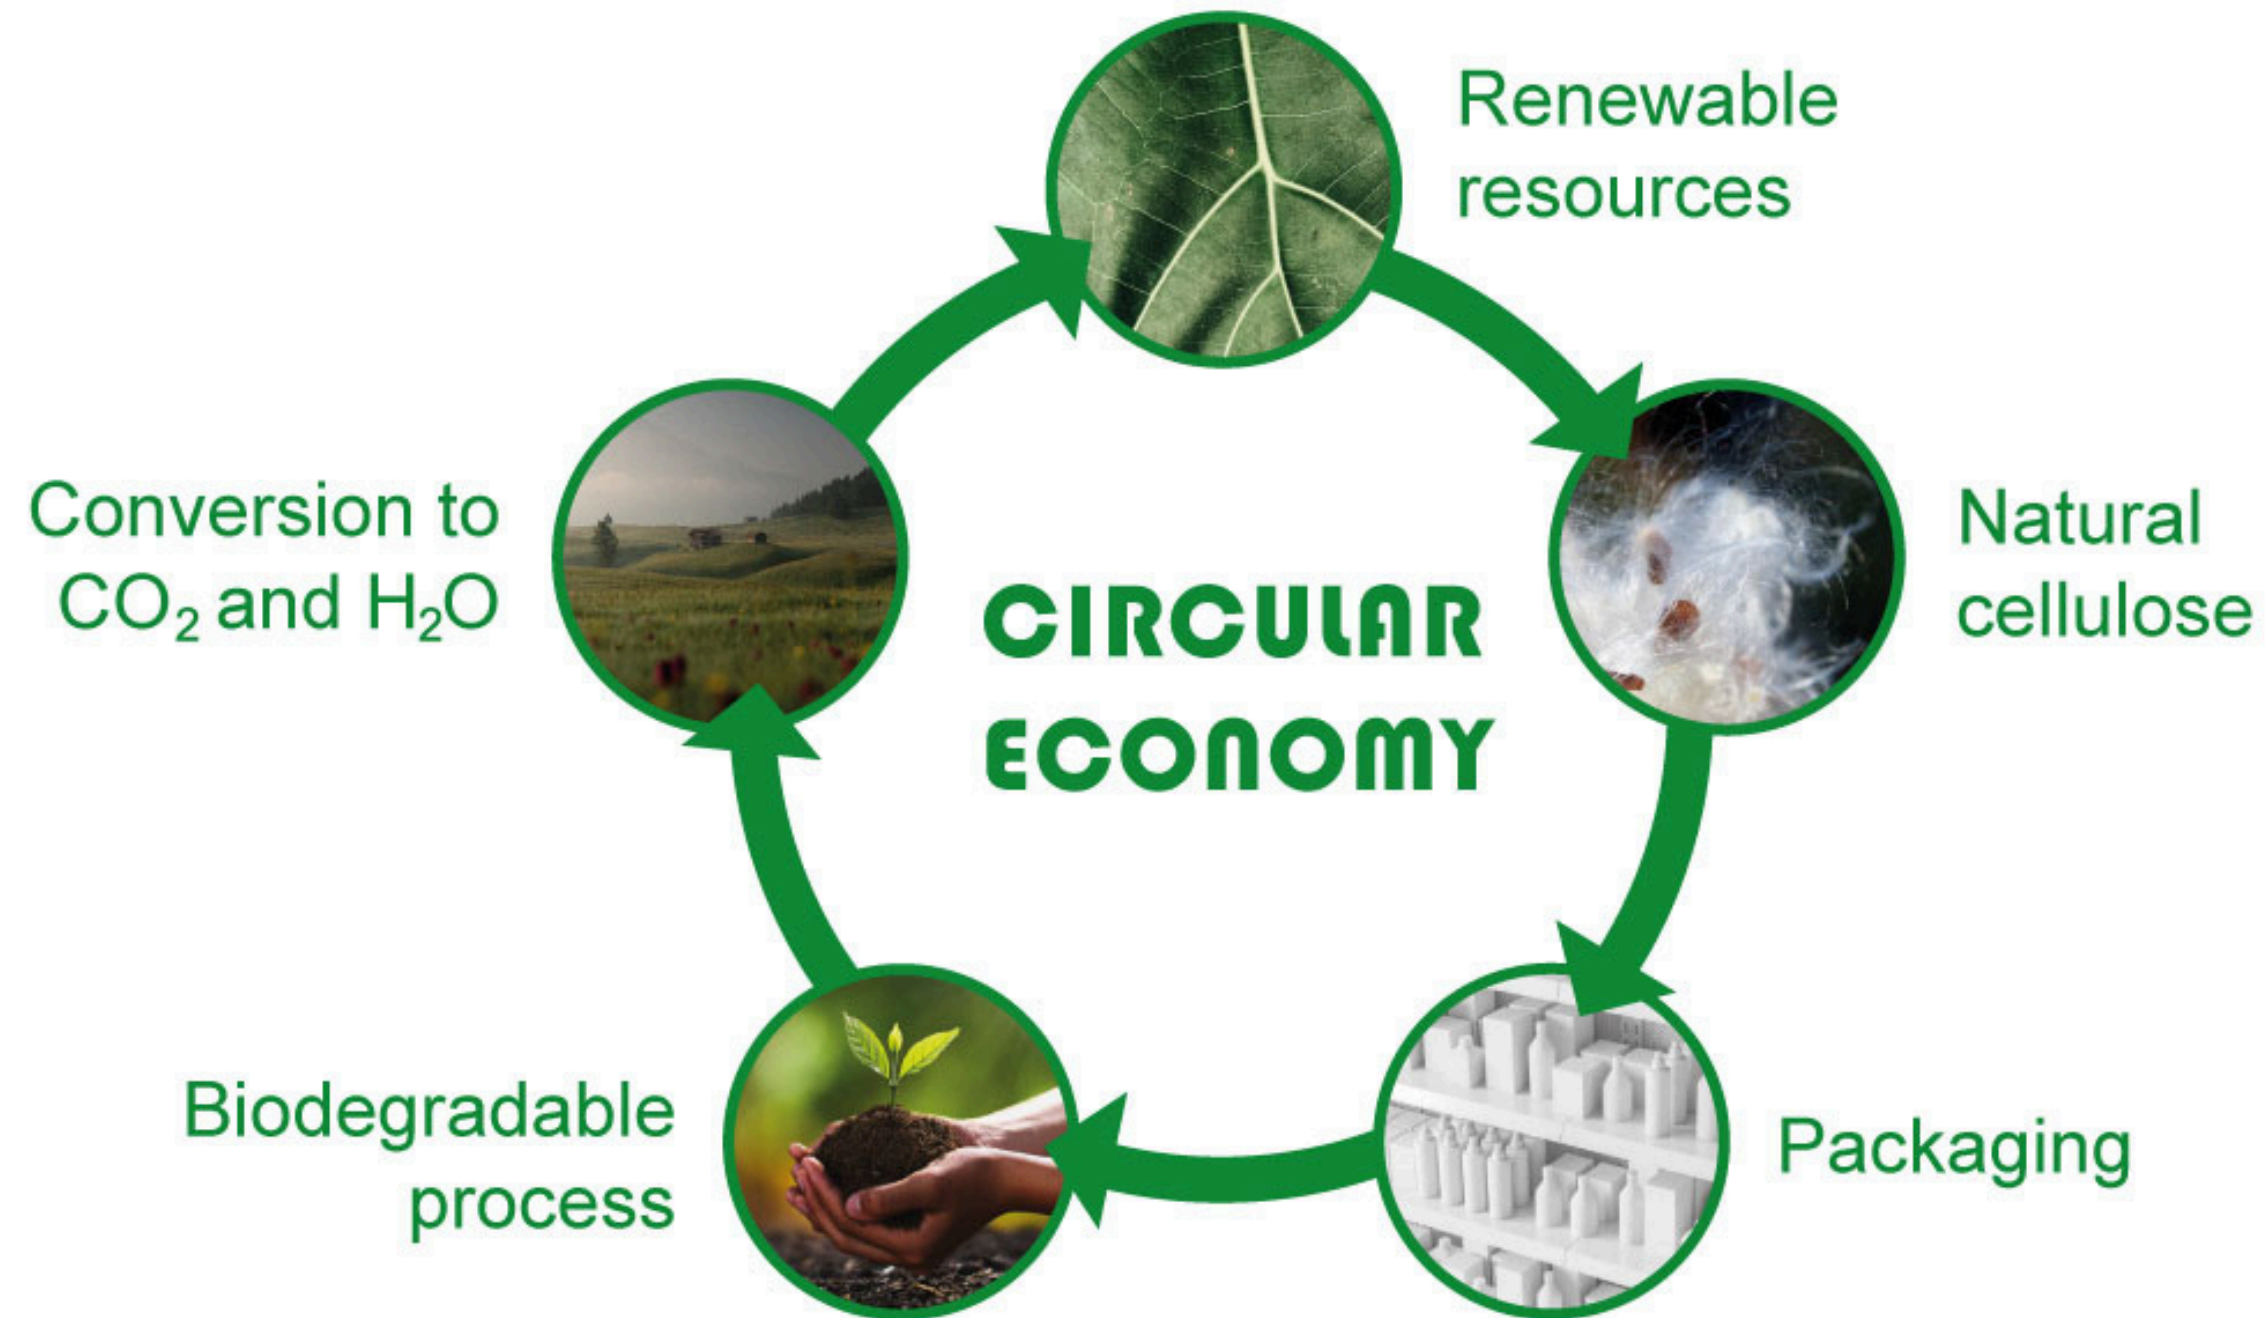 Renewable
resources
Natural
cellulose
Packaging
Biodegradable
process
Conversion to
CO₂ and H₂O
CIRCULAR
ECONOMY